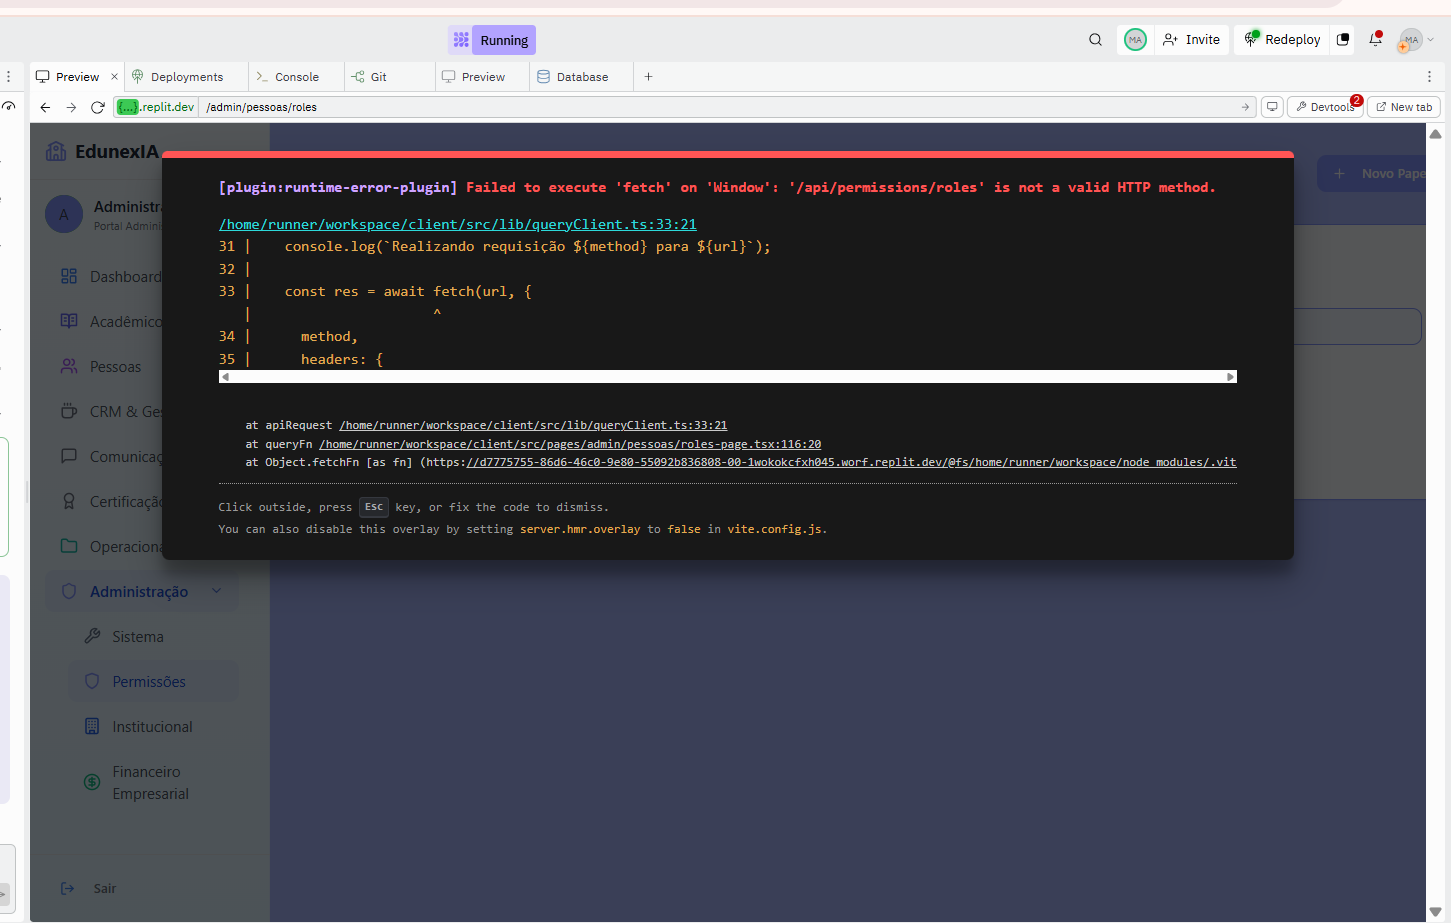 Running
MA
Invite
Redeploy
MA
Preview
Deployments
Console
Git
Preview
Database
{...}.replit.dev /admin/pessoas/roles
Devtools 2
New tab
EdunexIA
A
Administra
Portal Adminis
Novo Pape
Dashboard
Acadêmico
Pessoas
CRM & Ges
Comunicaç
Certificação
Operaciona
Administração
Sistema
Permissões
Institucional
Financeiro
Empresarial
Sair
[plugin:runtime-error-plugin] Failed to execute 'fetch' on 'Window': '/api/permissions/roles' is not a valid HTTP method.
/home/runner/workspace/client/src/lib/queryClient.ts:33:21
31 | console.log(`Realizando requisição ${method} para ${url}`);
32 |
33 | const res = await fetch(url, {
| ^
34 | method,
35 | headers: {
at apiRequest /home/runner/workspace/client/src/lib/queryClient.ts:33:21
at queryFn /home/runner/workspace/client/src/pages/admin/pessoas/roles-page.tsx:116:20
at Object.fetchFn [as fn] (https://d7775755-86d6-46c0-9e80-55092b836808-00-1wokokcfxh045.worf.replit.dev/@fs/home/runner/workspace/node_modules/.vit
Click outside, press Esc key, or fix the code to dismiss.
You can also disable this overlay by setting server.hmr.overlay to false in vite.config.js.